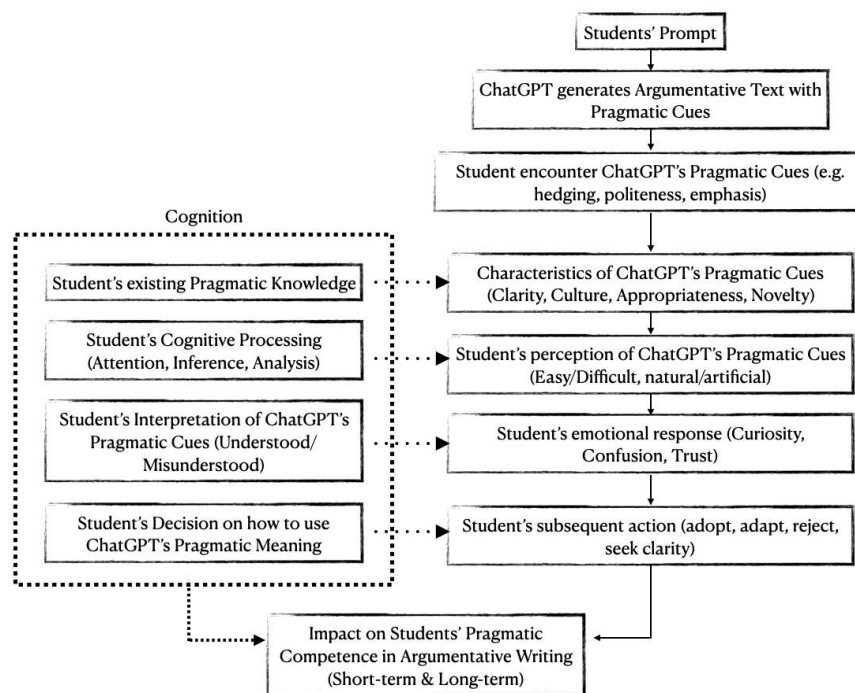 Students' Prompt
ChatGPT generates Argumentative Text with
Pragmatic Cues
Student encounter ChatGPT's Pragmatic Cues (e.g.
hedging, politeness, emphasis)
Cognition
Student's existing Pragmatic Knowledge
Characteristics of ChatGPT's Pragmatic Cues
(Clarity, Culture, Appropriateness, Novelty)
Student's Cognitive Processing
(Attention, Inference, Analysis)
Student's perception of ChatGPT's Pragmatic Cues
(Easy/Difficult, natural/artificial)
Student's Interpretation of ChatGPT's
Pragmatic Cues (Understood/
Misunderstood)
Student's emotional response (Curiosity,
Confusion, Trust)
Student's Decision on how to use
ChatGPT's Pragmatic Meaning
Student's subsequent action (adopt, adapt, reject,
seek clarity)
Impact on Students' Pragmatic
Competence in Argumentative Writing
(Short-term & Long-term)